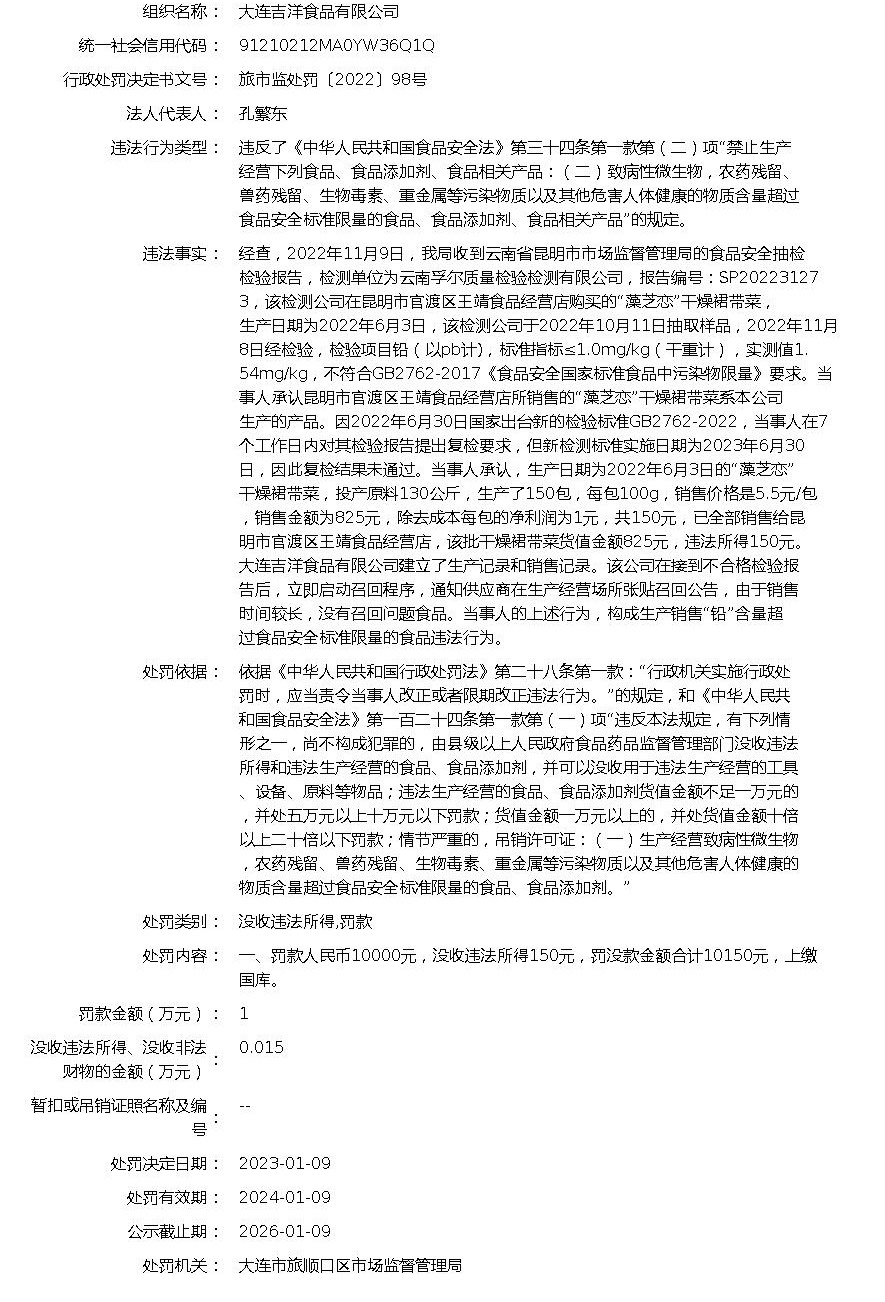 组织名称： 大连吉洋食品有限公司
统一社会信用代码： 91210212MA0YW36Q1Q
行政处罚决定书文号： 旅市监处罚〔2022〕98号
法人代表人： 孔繁东
违法行为类型： 违反了《中华人民共和国食品安全法》第三十四条第一款第（二）项“禁止生产
经营下列食品、食品添加剂、食品相关产品：（二）致病性微生物，农药残留、
兽药残留、生物毒素、重金属等污染物质以及其他危害人体健康的物质含量超过
食品安全标准限量的食品、食品添加剂、食品相关产品”的规定。
违法事实： 经查，2022年11月9日，我局收到云南省昆明市市场监督管理局的食品安全抽检
检验报告，检测单位为云南孚尔质量检验检测有限公司，报告编号：SP20223127
3，该检测公司在昆明市官渡区王靖食品经营店购买的“藻芝恋”干燥裙带菜，
生产日期为2022年6月3日，该检测公司于2022年10月11日抽取样品，2022年11月
8日经检验，检验项目铅（以pb计)，标准指标≤1.0mg/kg（干重计），实测值1.
54mg/kg，不符合GB2762-2017《食品安全国家标准食品中污染物限量》要求。当
事人承认昆明市官渡区王靖食品经营店所销售的“藻芝恋”干燥裙带菜系本公司
生产的产品。因2022年6月30日国家出台新的检验标准GB2762-2022，当事人在7
个工作日内对其检验报告提出复检要求，但新检测标准实施日期为2023年6月30
日，因此复检结果未通过。当事人承认，生产日期为2022年6月3日的“藻芝恋”
干燥裙带菜，投产原料130公斤，生产了150包，每包100g，销售价格是5.5元/包
，销售金额为825元，除去成本每包的净利润为1元，共150元，已全部销售给昆
明市官渡区王靖食品经营店，该批干燥裙带菜货值金额825元，违法所得150元。
大连吉洋食品有限公司建立了生产记录和销售记录。该公司在接到不合格检验报
告后，立即启动召回程序，通知供应商在生产经营场所张贴召回公告，由于销售
时间较长，没有召回问题食品。当事人的上述行为，构成生产销售“铅”含量超
过食品安全标准限量的食品违法行为。
处罚依据： 依据《中华人民共和国行政处罚法》第二十八条第一款：“行政机关实施行政处
罚时，应当责令当事人改正或者限期改正违法行为。”的规定，和《中华人民共
和国食品安全法》第一百二十四条第一款第（一）项“违反本法规定，有下列情
形之一，尚不构成犯罪的，由县级以上人民政府食品药品监督管理部门没收违法
所得和违法生产经营的食品、食品添加剂，并可以没收用于违法生产经营的工具
、设备、原料等物品；违法生产经营的食品、食品添加剂货值金额不足一万元的
，并处五万元以上十万元以下罚款；货值金额一万元以上的，并处货值金额十倍
以上二十倍以下罚款；情节严重的，吊销许可证：（一）生产经营致病性微生物
，农药残留、兽药残留、生物毒素、重金属等污染物质以及其他危害人体健康的
物质含量超过食品安全标准限量的食品、食品添加剂。”
处罚类别： 没收违法所得,罚款
处罚内容： 一、罚款人民币10000元，没收违法所得150元，罚没款金额合计10150元，上缴
国库。
罚款金额（万元）： 1
没收违法所得、没收非法
财物的金额（万元）： 0.015
暂扣或吊销证照名称及编
号： --
处罚决定日期： 2023-01-09
处罚有效期： 2024-01-09
公示截止期： 2026-01-09
处罚机关： 大连市旅顺口区市场监督管理局